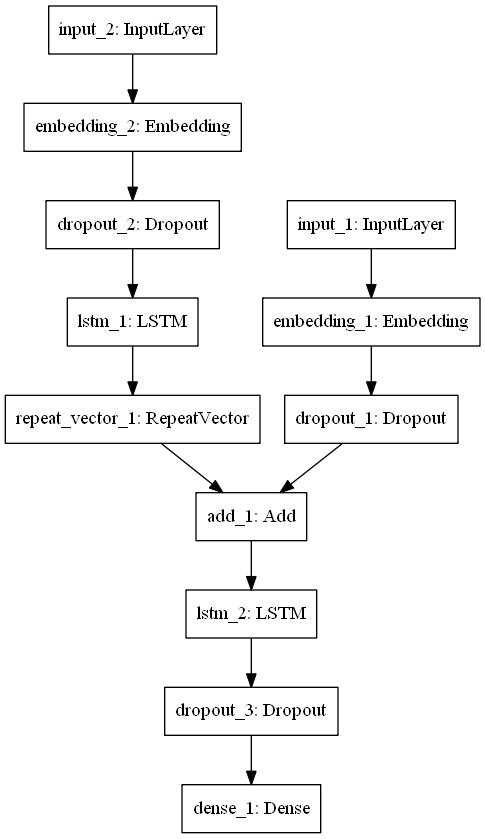 input_2: InputLayer
embedding_2: Embedding
dropout_2: Dropout
input_1: InputLayer
lstm_1: LSTM
embedding_1: Embedding
repeat_vector_1: RepeatVector
dropout_1: Dropout
add_1: Add
lstm_2: LSTM
dropout_3: Dropout
dense_1: Dense